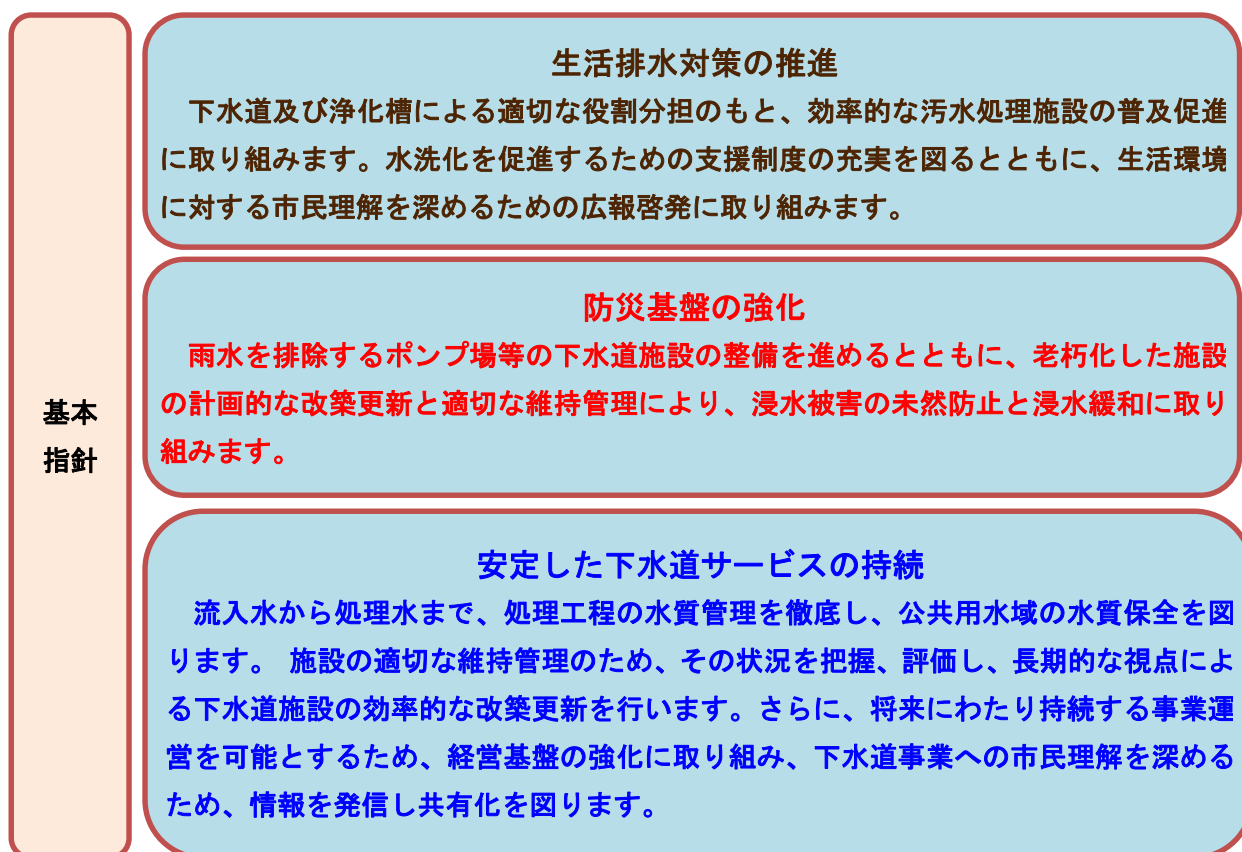 基本
指針
生活排水対策の推進
下水道及び浄化槽による適切な役割分担のもと、効率的な汚水処理施設の普及促進
に取り組みます。水洗化を促進するための支援制度の充実を図るとともに、生活環境
に対する市民理解を深めるための広報啓発に取り組みます。
防災基盤の強化
雨水を排除するポンプ場等の下水道施設の整備を進めるとともに、老朽化した施設
の計画的な改築更新と適切な維持管理により、浸水被害の未然防止と浸水緩和に取り
組みます。
安定した下水道サービスの持続
流入水から処理水まで、処理工程の水質管理を徹底し、公共用水域の水質保全を図
ります。 施設の適切な維持管理のため、その状況を把握、評価し、長期的な視点によ
る下水道施設の効率的な改築更新を行います。さらに、将来にわたり持続する事業運
営を可能とするため、経営基盤の強化に取り組み、下水道事業への市民理解を深める
ため、情報を発信し共有化を図ります。